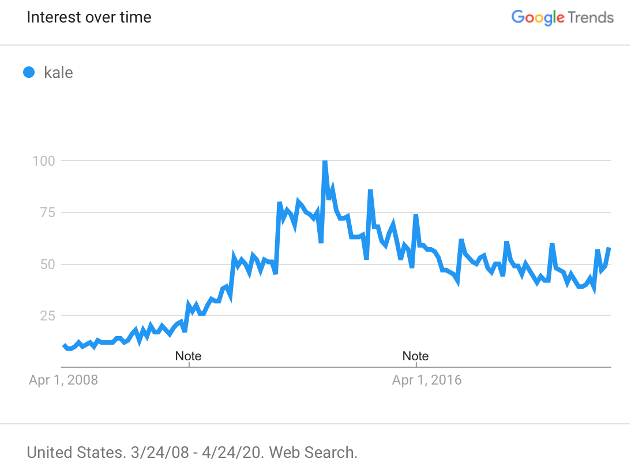 Interest over time
Google Trends
kale
100
75
50
25
Note
Note
Apr 1, 2008
Apr 1, 2016
United States. 3/24/08 - 4/24/20. Web Search.